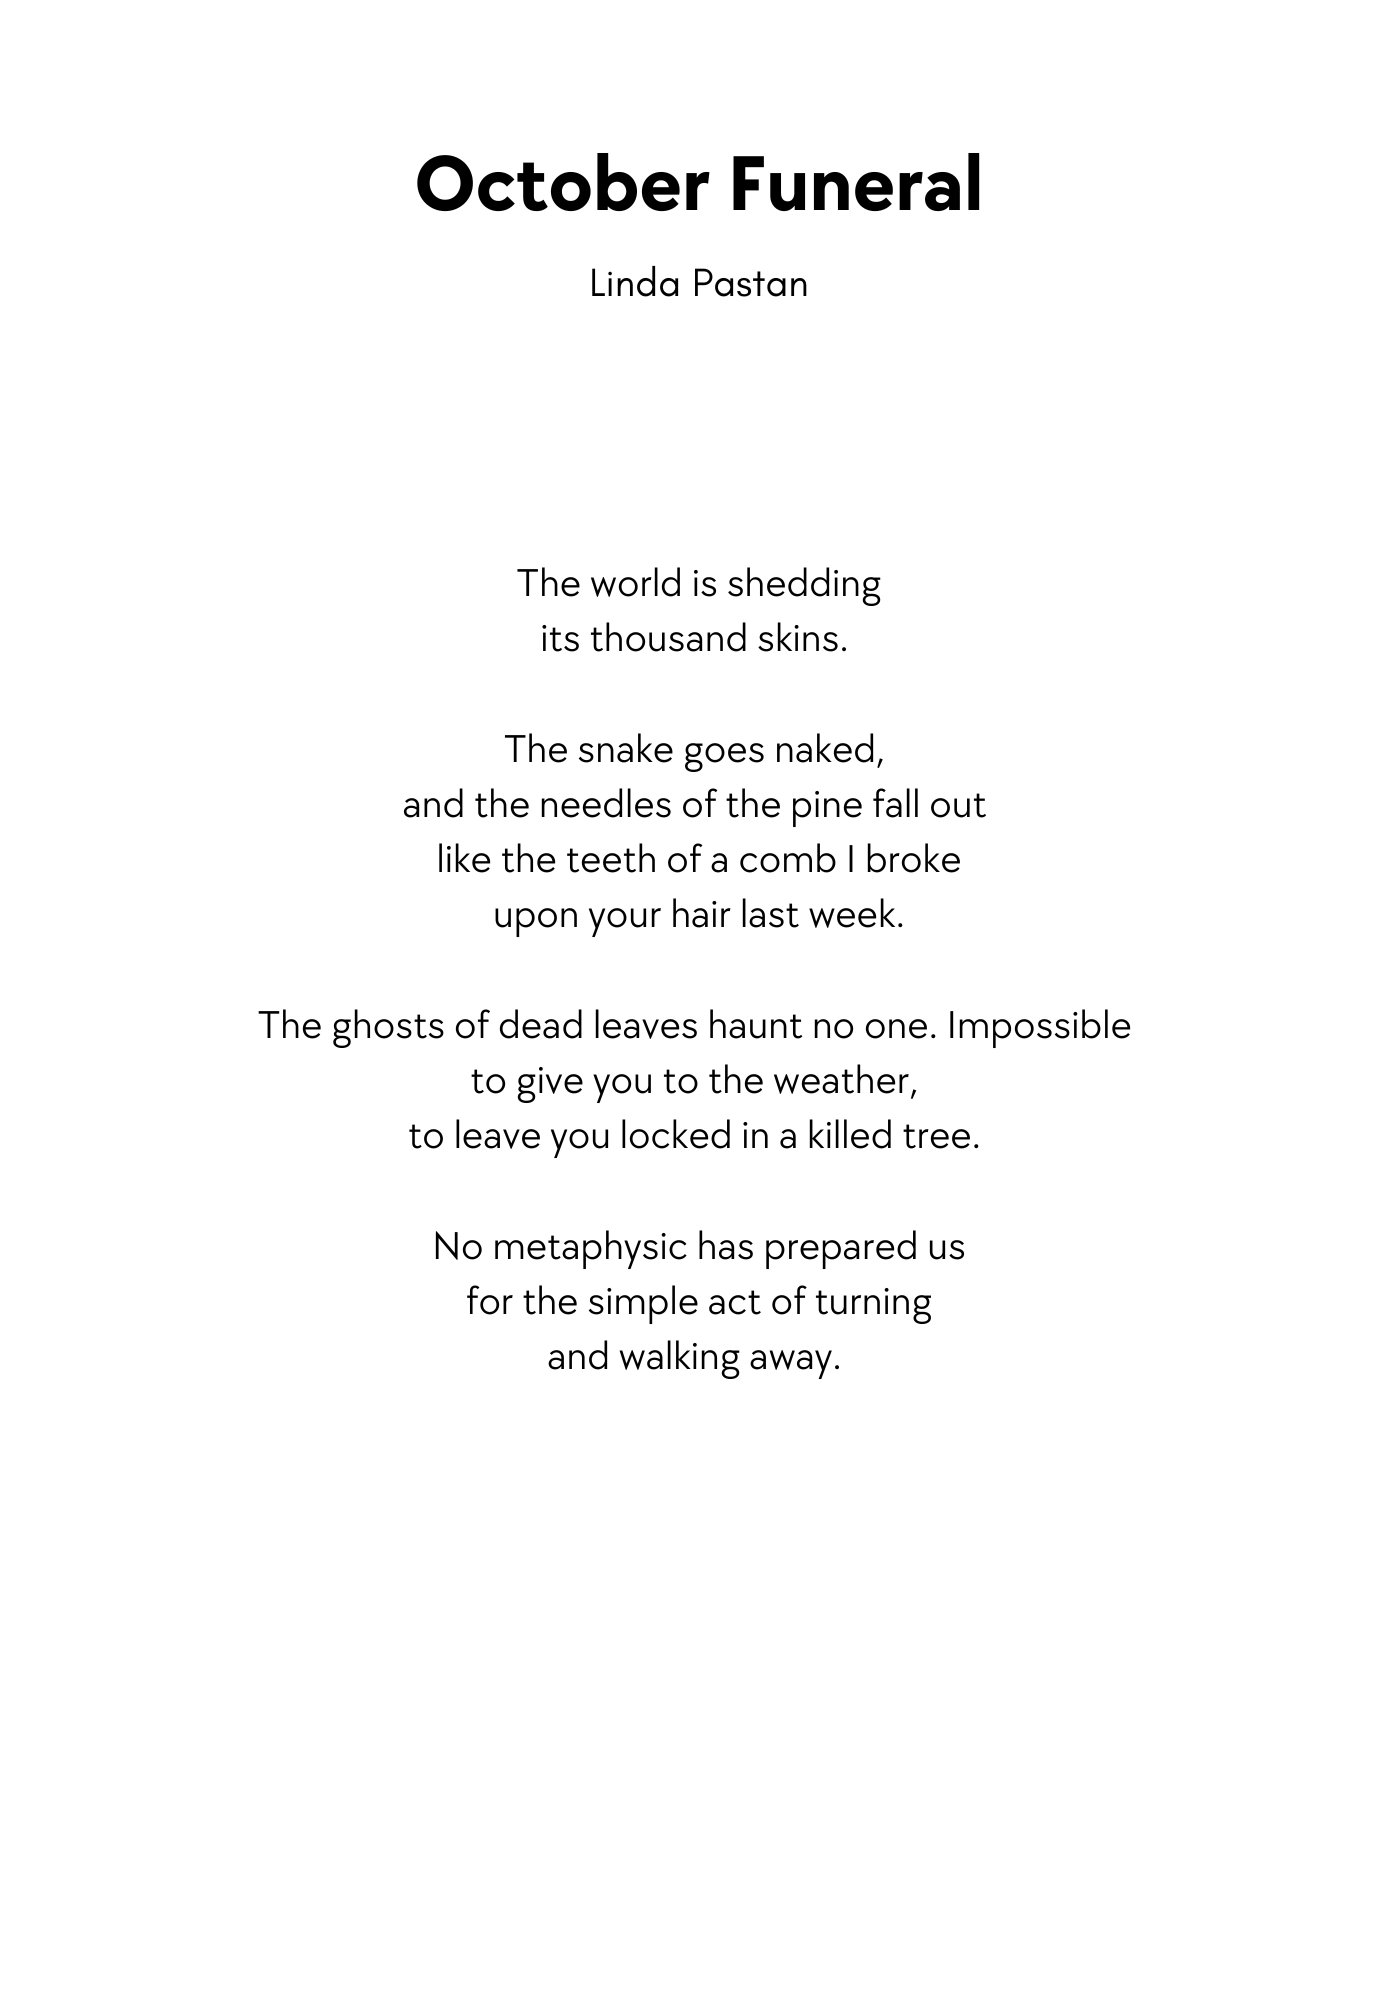 October Funeral
Linda Pastan
The world is shedding
its thousand skins.
The snake goes naked,
and the needles of the pine fall out
like the teeth of a comb I broke
upon your hair last week.
The ghosts of dead leaves haunt no one. Impossible
to give you to the weather,
to leave you locked in a killed tree.
No metaphysic has prepared us
for the simple act of turning
and walking away.